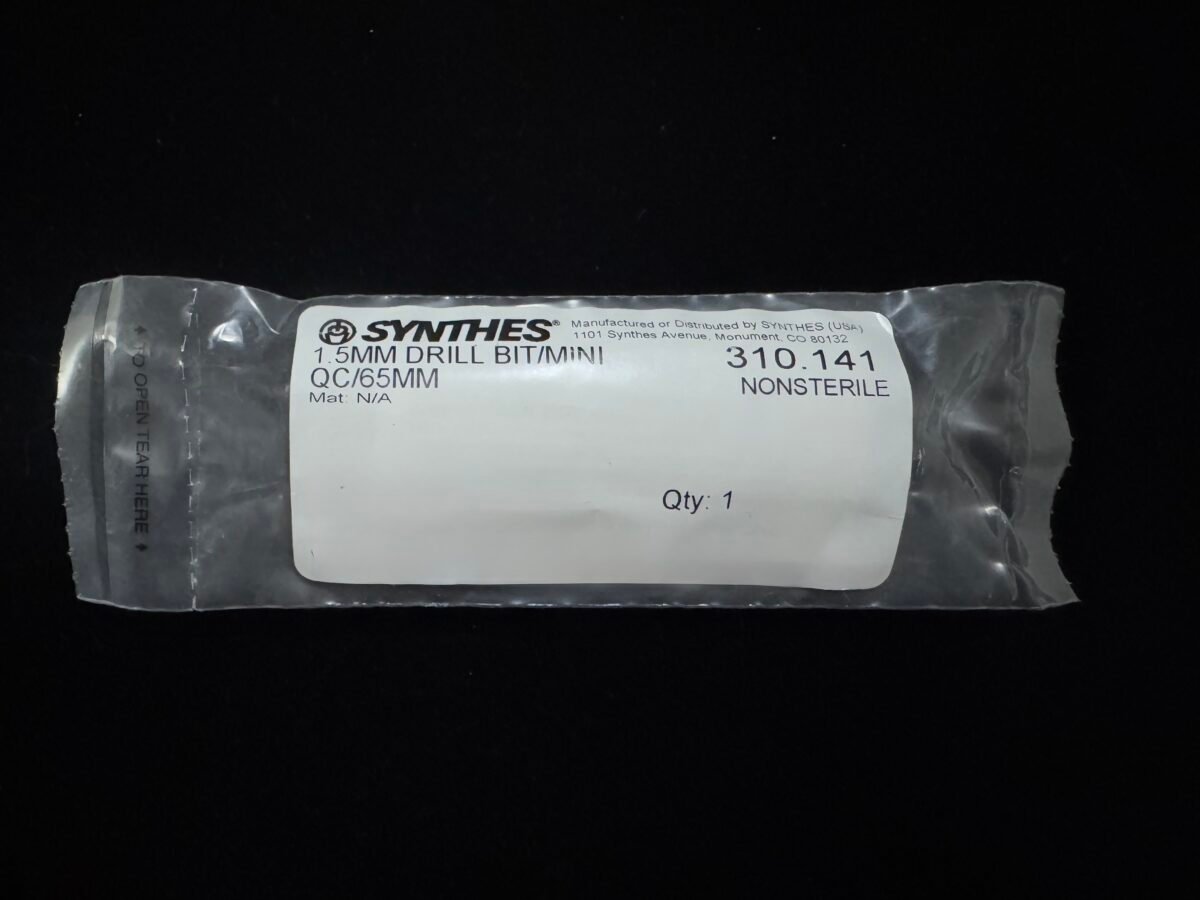 SYNTHES® Manufactured or Distributed by SYNTHES (USA)
1101 Synthes Avenue, Monument, CO 80132
1.5MM DRILL BIT/MINI
QC/65MM
Mat: N/A
310.141
NONSTERILE
Qty: 1
TO OPEN TEAR HERE